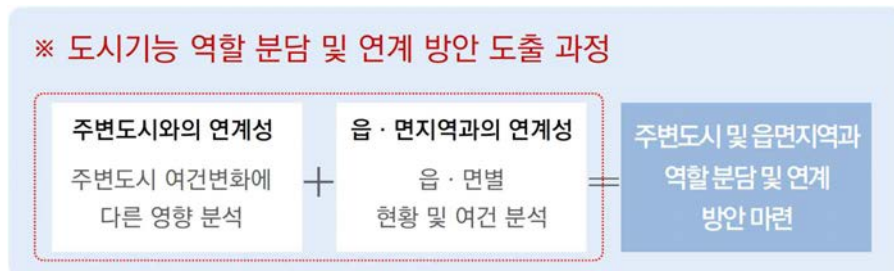 ※ 도시기능 역할 분담 및 연계 방안 도출 과정
주변도시와의 연계성
주변도시 여건변화에
다른 영향 분석
+
읍 · 면지역과의 연계성
읍 · 면별
현황 및 여건 분석
=
주변도시 및 읍면지역과
역할 분담 및 연계
방안 마련